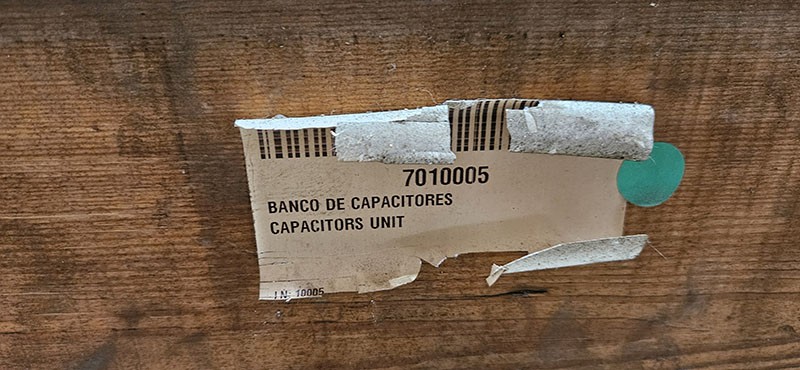 7010005
BANCO DE CAPACITORES
CAPACITORS UNIT
10005